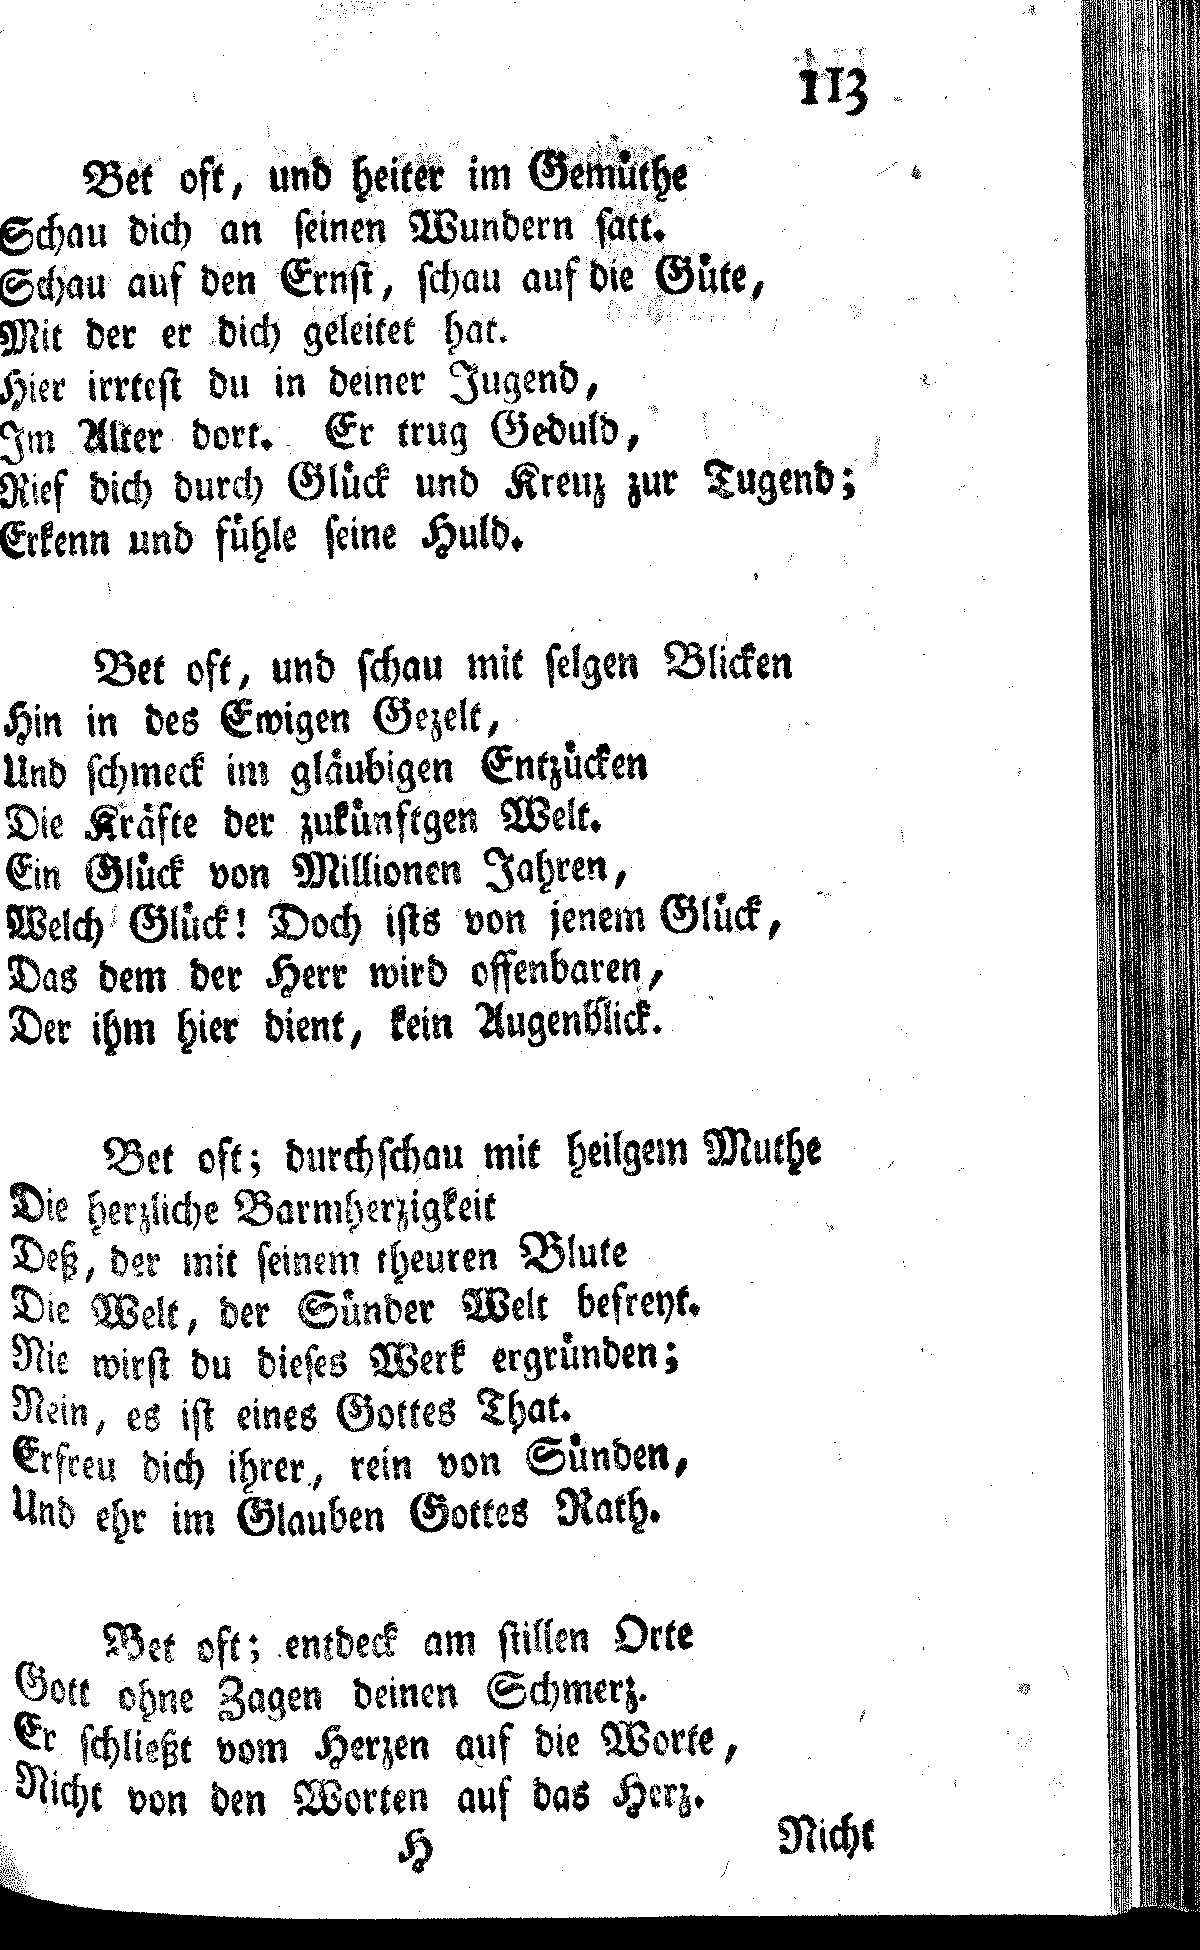 113
Bet oft, und heiter im Gemüthe
Schau dich an seinen Wundern satt.
Schau auf den Ernst, schau auf die Güte,
Mit der er dich geleitet hat.
Hier irrtest du in deiner Jugend,
Im Alter dort. Er trug Geduld,
Rief dich durch Glück und Kreuz zur Tugend;
Erkenn und fühle seine Huld.
Bet oft, und schau mit selgen Blicken
Hin in des Ewigen Gezelt,
Und schmeck im gläubigen Entzücken
Die Kräfte der zukünftgen Welt.
Ein Glück von Millionen Jahren,
Welch Glück! Doch ists von jenem Glück,
Das dem der Herr wird offenbaren,
Der ihm hier dient, kein Augenblick.
Bet oft; durchschau mit heilgem Muthe
Die herzliche Barmherzigkeit
Deß, der mit seinem theuren Blute
Die Welt, der Sünder Welt befreyt.
Nie wirst du dieses Werk ergründen;
Nein, es ist eines Gottes That.
Erfreu dich ihrer, rein von Sünden,
Und ehr im Glauben Gottes Rath.
Bet oft; entdeck am stillen Orte
Gott ohne Zagen deinen Schmerz.
Er schließt vom Herzen auf die Worte,
Nicht von den Worten auf das Herz.
H Nicht